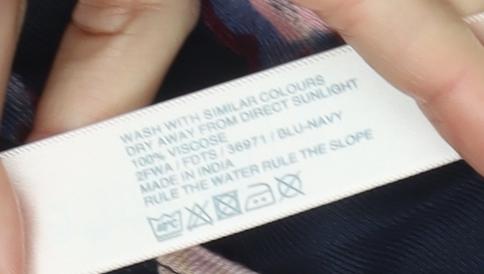 WASH WITH SIMILAR COLOURS
DRY AWAY FROM DIRECT SUNLIGHT
100% VISCOSE
2FWA / FDTS / 36971 / BLU-NAVY
MADE IN INDIA
RULE THE WATER RULE THE SLOPE